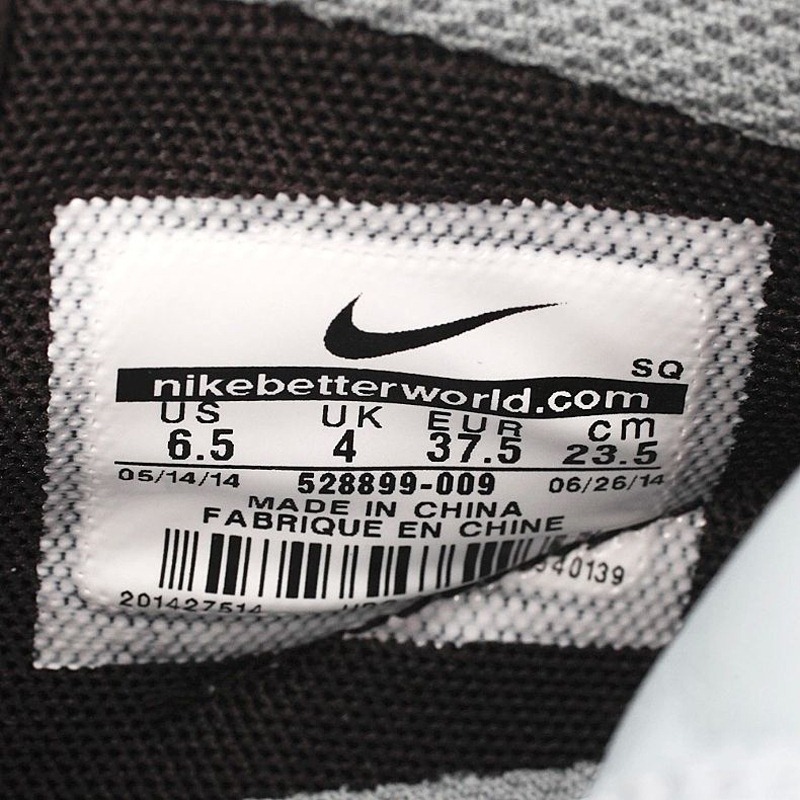 SQ
nikebetterworld.com
US UK EUR cm
6.5 4 37.5 23.5
05/14/14 528899-009 06/26/14
MADE IN CHINA
FABRIQUE EN CHINE
201427514